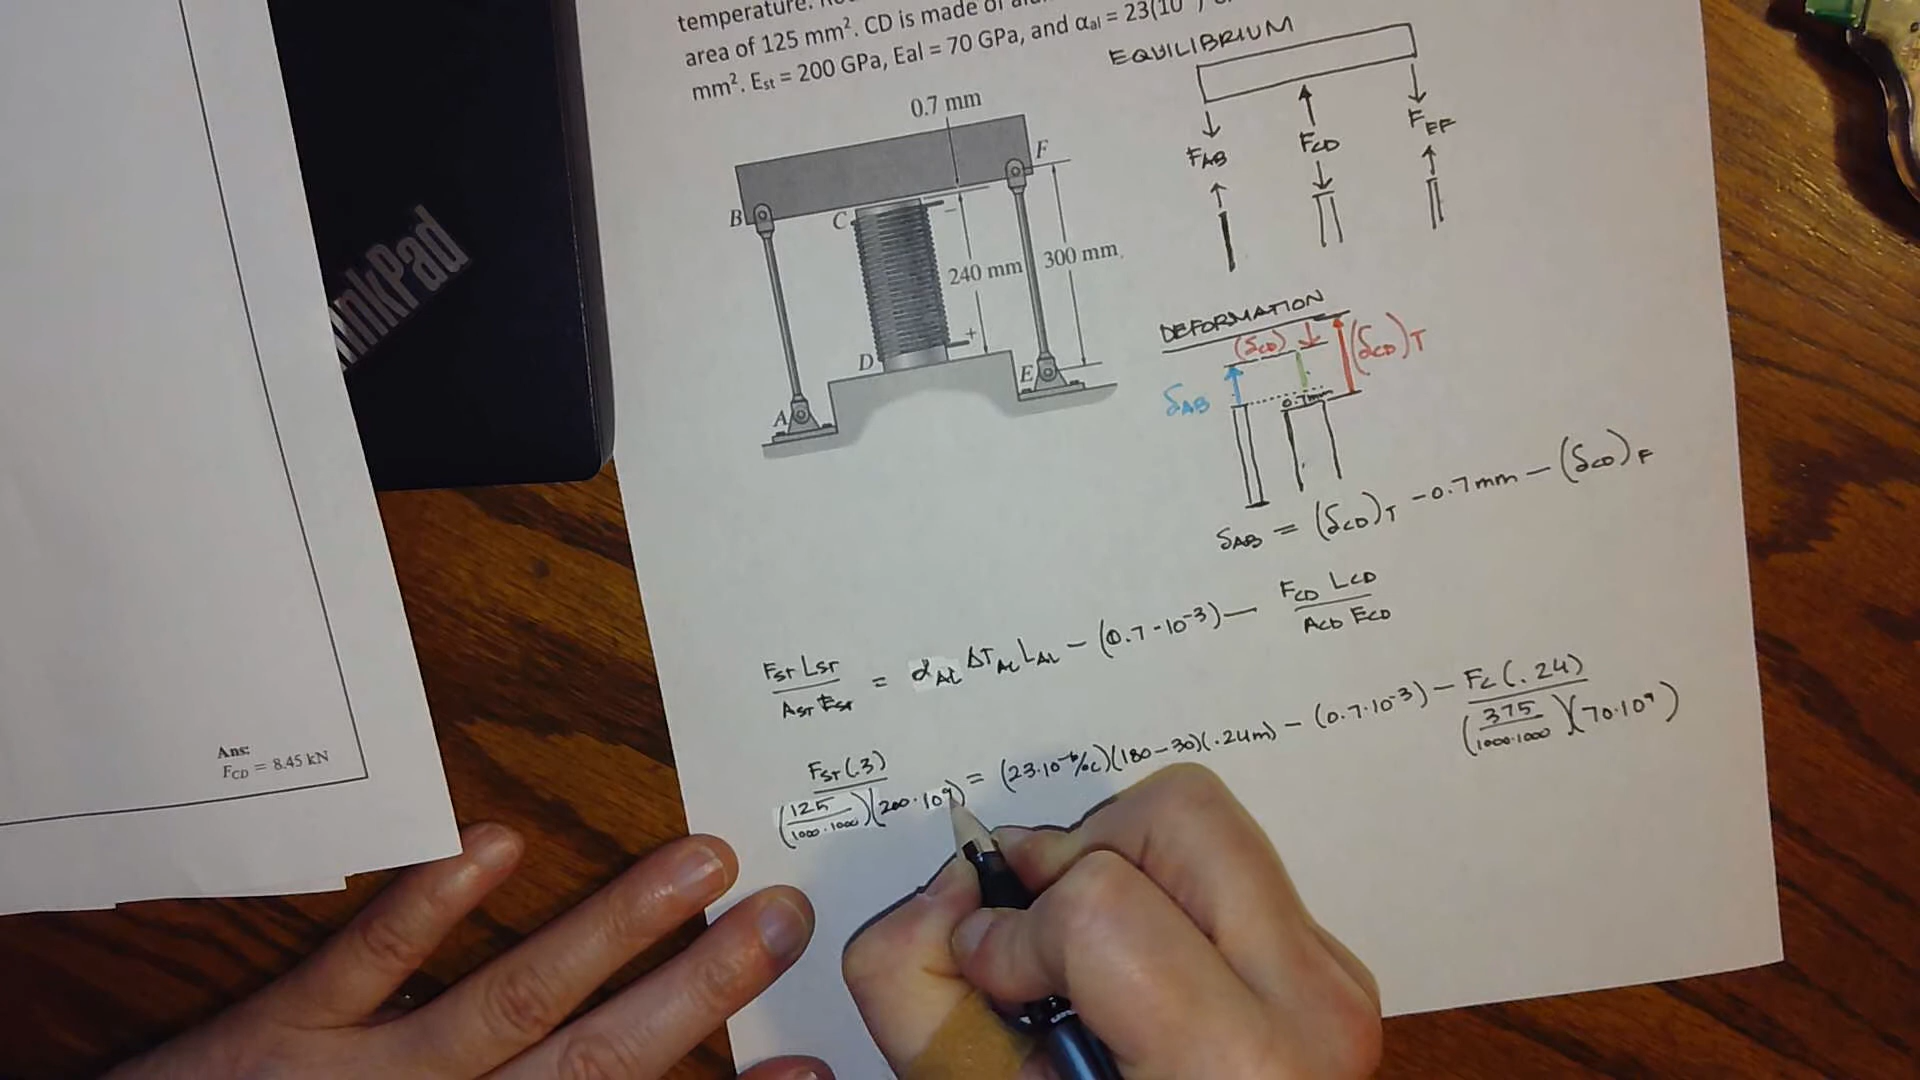 temperature.
area of 125 mm². CD is made of
mm². Est = 200 GPa, Eal = 70 GPa, and αal = 23(10
EQUILIBRIUM
FAB
FCD
FEF
0.7 mm
B
C
F
240 mm
300 mm
−
+
D
E
A
DEFORMATION
(δCD)
(δCD)T
δAB
0.7mm
δAB = (δCD)T - 0.7mm - (δCD)F
FST LST / AST EST = αAL ΔTAL LAL - (0.7·10⁻³) - FCD LCD / ACD ECD
FST(.3) / (125 / 1000·1000)(200·10⁹) = (23·10⁻⁶/°C)(180-30)(.24m) - (0.7·10⁻³) - FC(.24) / (375 / 1000·1000)(70·10⁹)
Ans:
FCD = 8.45 kN
inkPad